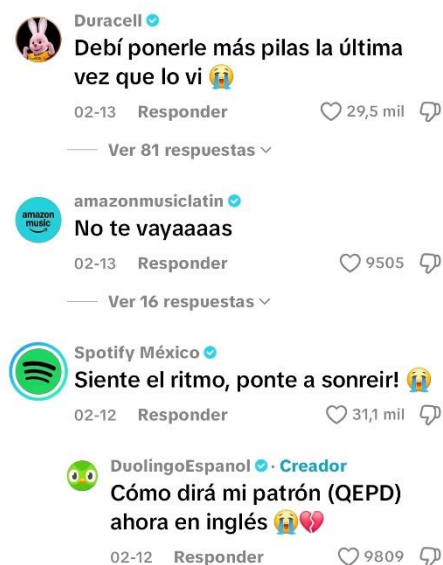 Duracell
Debí ponerle más pilas la última
vez que lo vi 😭
02-13 Responder 29,5 mil
Ver 81 respuestas
amazon music
amazonmusiclatin
No te vayaaaas
02-13 Responder 9505
Ver 16 respuestas
Spotify México
Siente el ritmo, ponte a sonreir! 😭
02-12 Responder 31,1 mil
DuolingoEspanol · Creador
Cómo dirá mi patrón (QEPD)
ahora en inglés 😭💔
02-12 Responder 9809